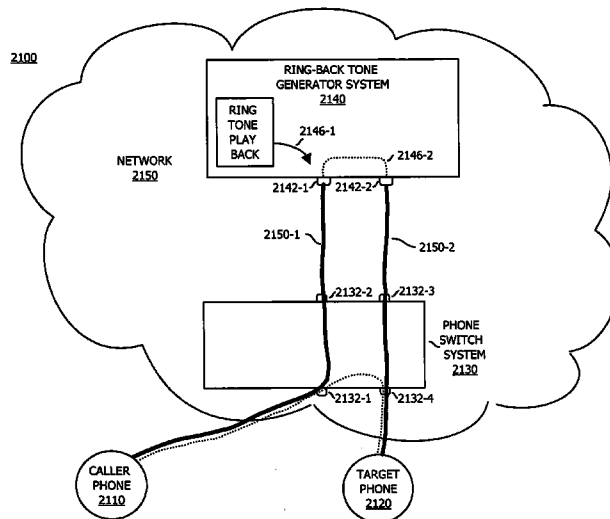 2100
RING-BACK TONE
GENERATOR SYSTEM
2140
RING
TONE
PLAY
BACK
2146-1
2146-2
NETWORK
2150
2142-1
2142-2
2150-1
2150-2
2132-2
2132-3
PHONE
SWITCH
SYSTEM
2130
2132-1
2132-4
CALLER
PHONE
2110
TARGET
PHONE
2120